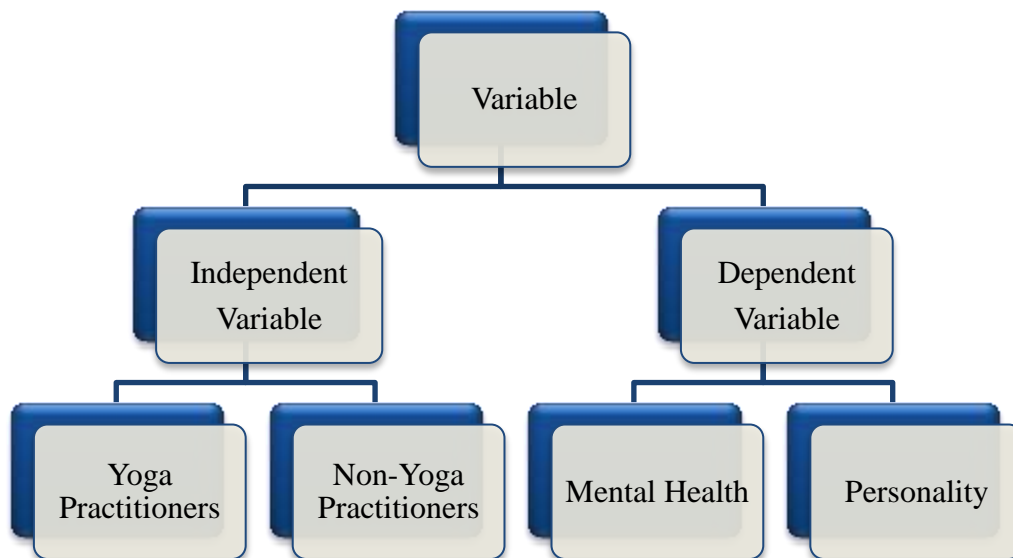 Variable
Independent
Variable
Dependent
Variable
Yoga
Practitioners
Non-Yoga
Practitioners
Mental Health
Personality